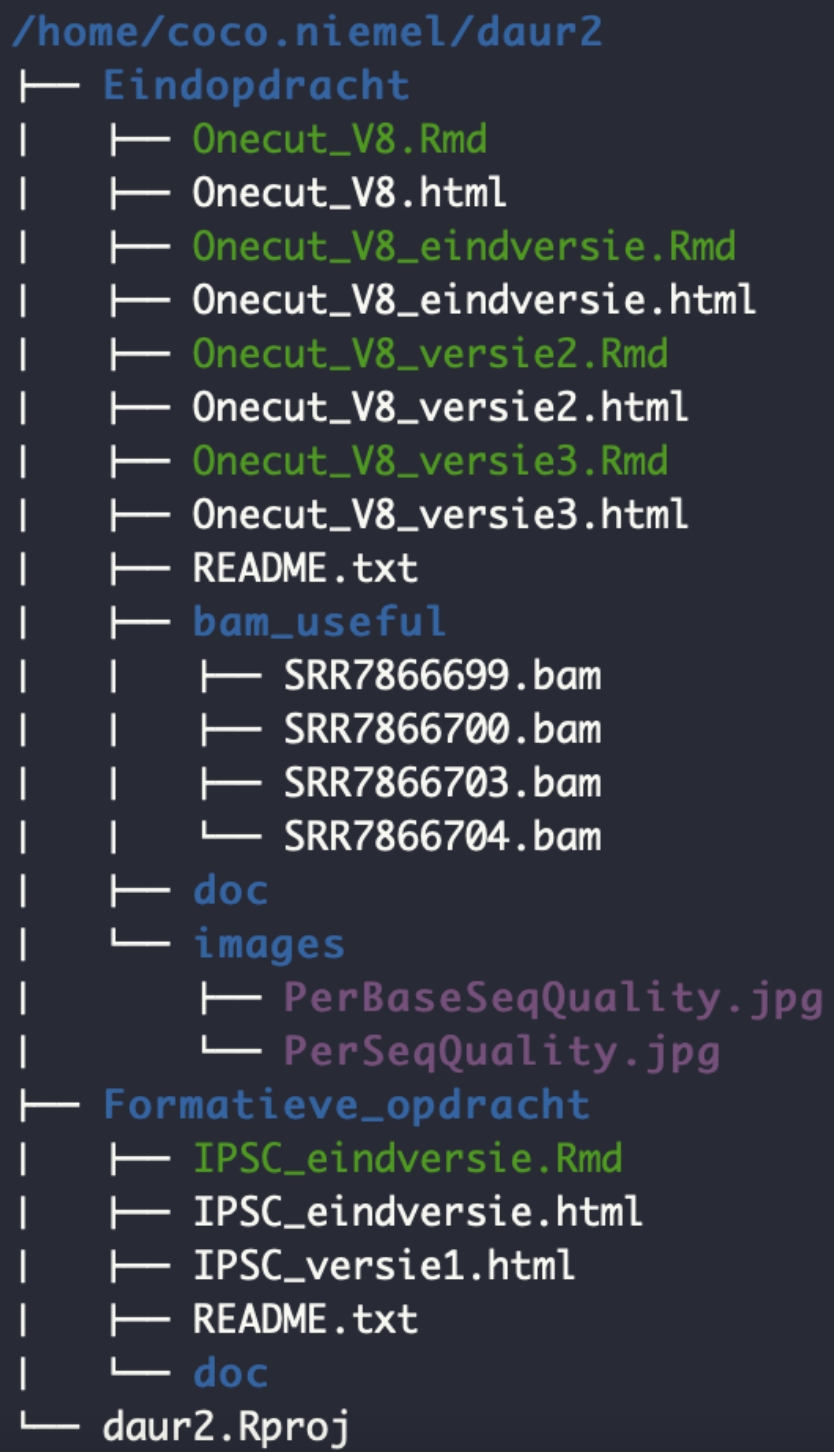 /home/coco.niemel/daur2
├── Eindopdracht
│   ├── Onecut_V8.Rmd
│   ├── Onecut_V8.html
│   ├── Onecut_V8_eindversie.Rmd
│   ├── Onecut_V8_eindversie.html
│   ├── Onecut_V8_versie2.Rmd
│   ├── Onecut_V8_versie2.html
│   ├── Onecut_V8_versie3.Rmd
│   ├── Onecut_V8_versie3.html
│   ├── README.txt
│   ├── bam_useful
│   │   ├── SRR7866699.bam
│   │   ├── SRR7866700.bam
│   │   ├── SRR7866703.bam
│   │   └── SRR7866704.bam
│   ├── doc
│   └── images
│       ├── PerBaseSeqQuality.jpg
│       └── PerSeqQuality.jpg
├── Formatieve_opdracht
│   ├── IPSC_eindversie.Rmd
│   ├── IPSC_eindversie.html
│   ├── IPSC_versie1.html
│   ├── README.txt
│   └── doc
└── daur2.Rproj